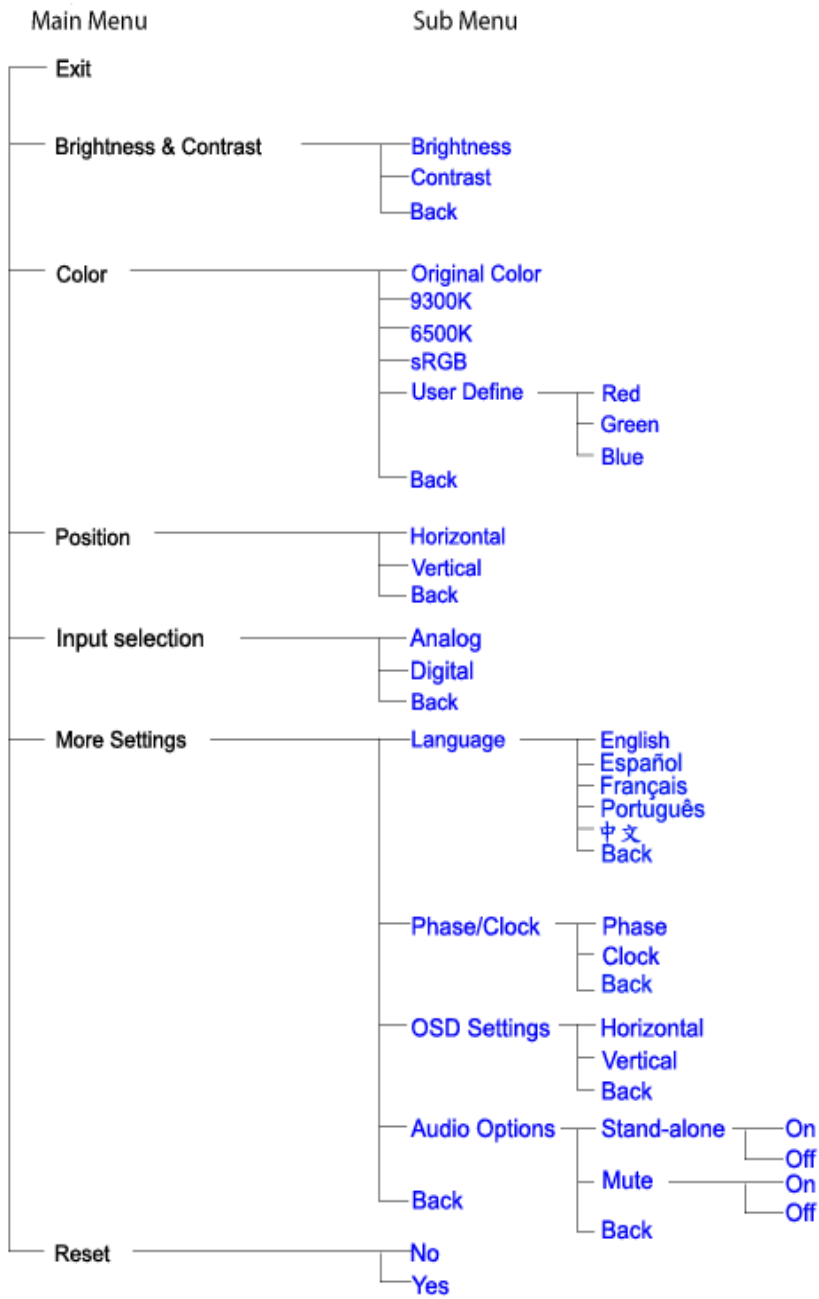 Main Menu Sub Menu
Exit
Brightness & Contrast Brightness
Contrast
Back
Color Original Color
9300K
6500K
sRGB
User Define Red
Green
Blue
Back
Position Horizontal
Vertical
Back
Input selection Analog
Digital
Back
More Settings Language English
Español
Français
Português
中文
Back
Phase/Clock Phase
Clock
Back
OSD Settings Horizontal
Vertical
Back
Audio Options Stand-alone On
Off
Mute On
Off
Back Back
Reset No
Yes